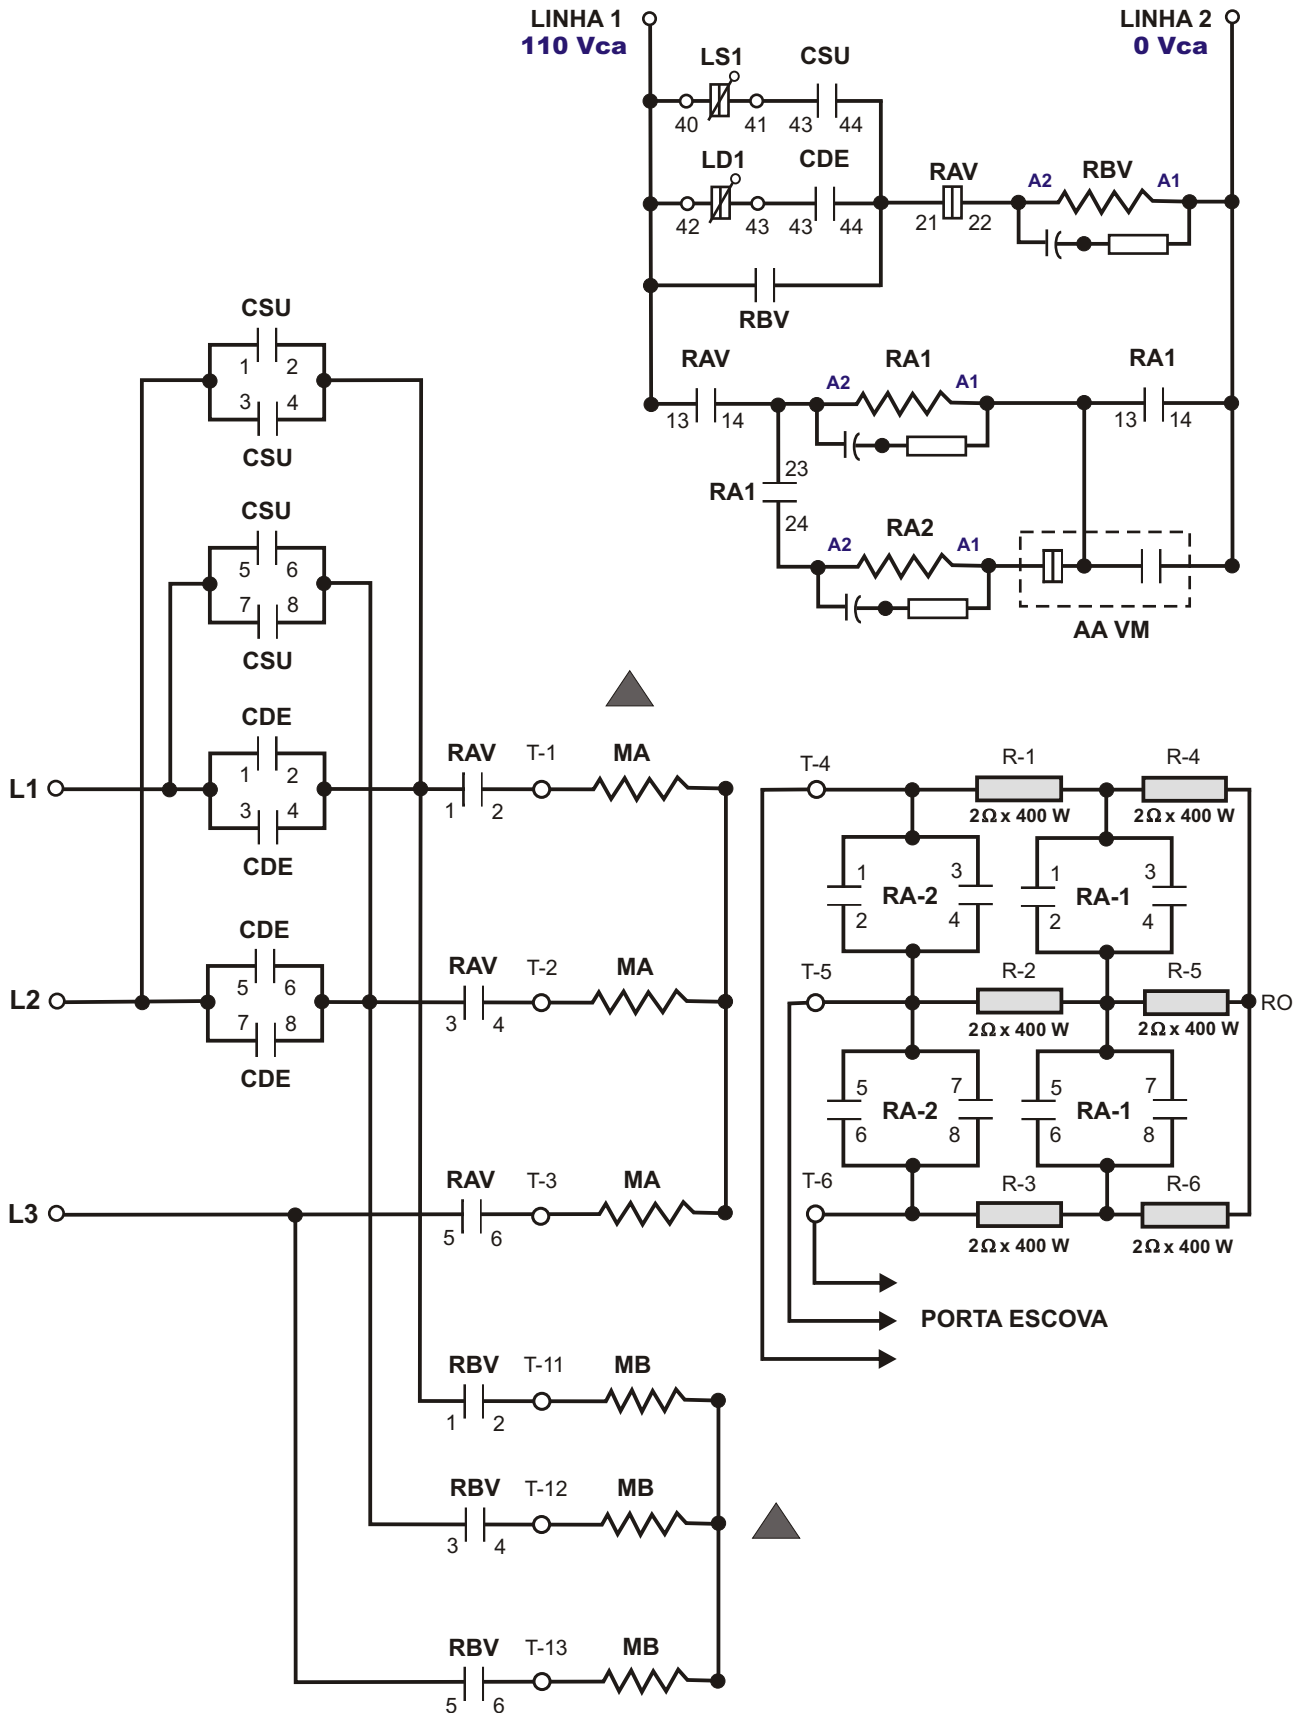 LINHA 1
110 Vca
LINHA 2
0 Vca
LS1
CSU
40
41
43
44
LD1
CDE
42
43
43
44
RAV
21
22
A2
RBV
A1
RBV
RAV
13
14
A2
RA1
A1
RA1
13
14
RA1
23
24
A2
RA2
A1
AA VM
CSU
1
2
3
4
CSU
CSU
5
6
7
8
CSU
CDE
1
2
3
4
CDE
L1
RAV
1
2
T-1
MA
CDE
5
6
7
8
CDE
L2
RAV
3
4
T-2
MA
L3
RAV
5
6
T-3
MA
RBV
1
2
T-11
MB
RBV
3
4
T-12
MB
RBV
5
6
T-13
MB
T-4
R-1
2Ω x 400 W
R-4
2Ω x 400 W
1
2
RA-2
3
4
1
2
RA-1
3
4
T-5
R-2
2Ω x 400 W
R-5
2Ω x 400 W
RO
5
6
RA-2
7
8
5
6
RA-1
7
8
T-6
R-3
2Ω x 400 W
R-6
2Ω x 400 W
PORTA ESCOVA